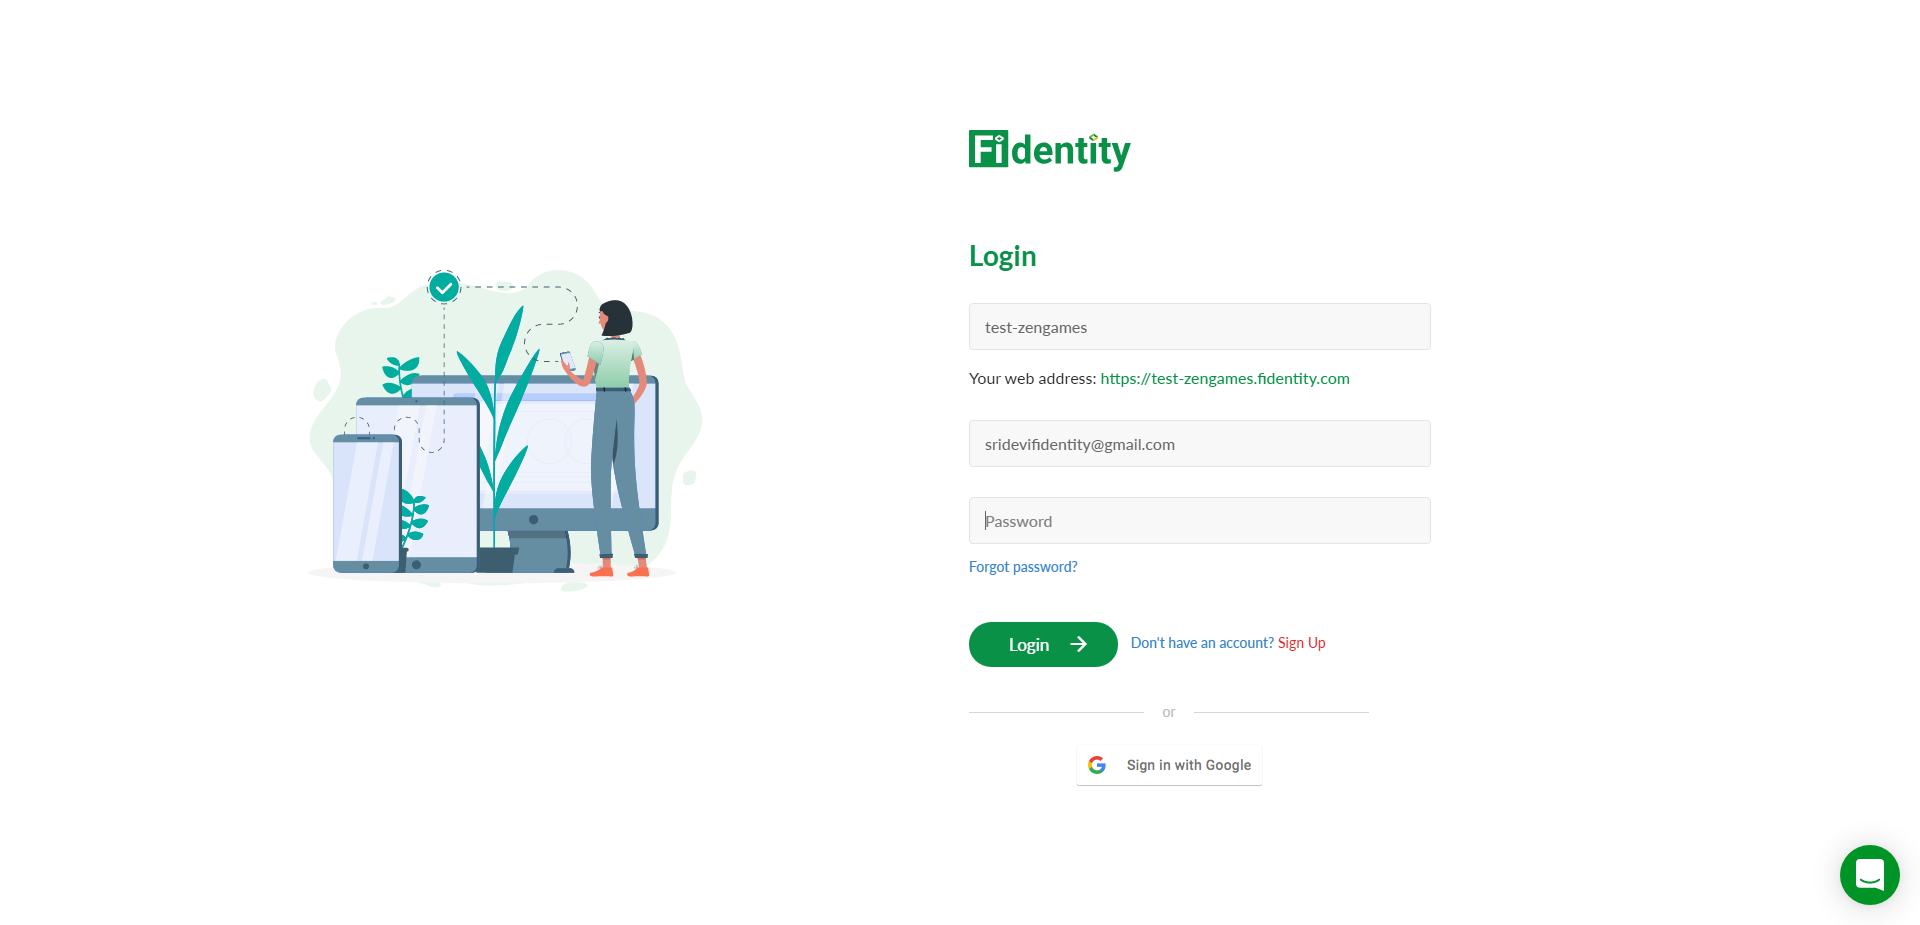 Fidentity
Login
test-zengames
Your web address: https://test-zengames.fidentity.com
sridevifidentity@gmail.com
Password
Forgot password?
Login
Don't have an account? Sign Up
or
Sign in with Google